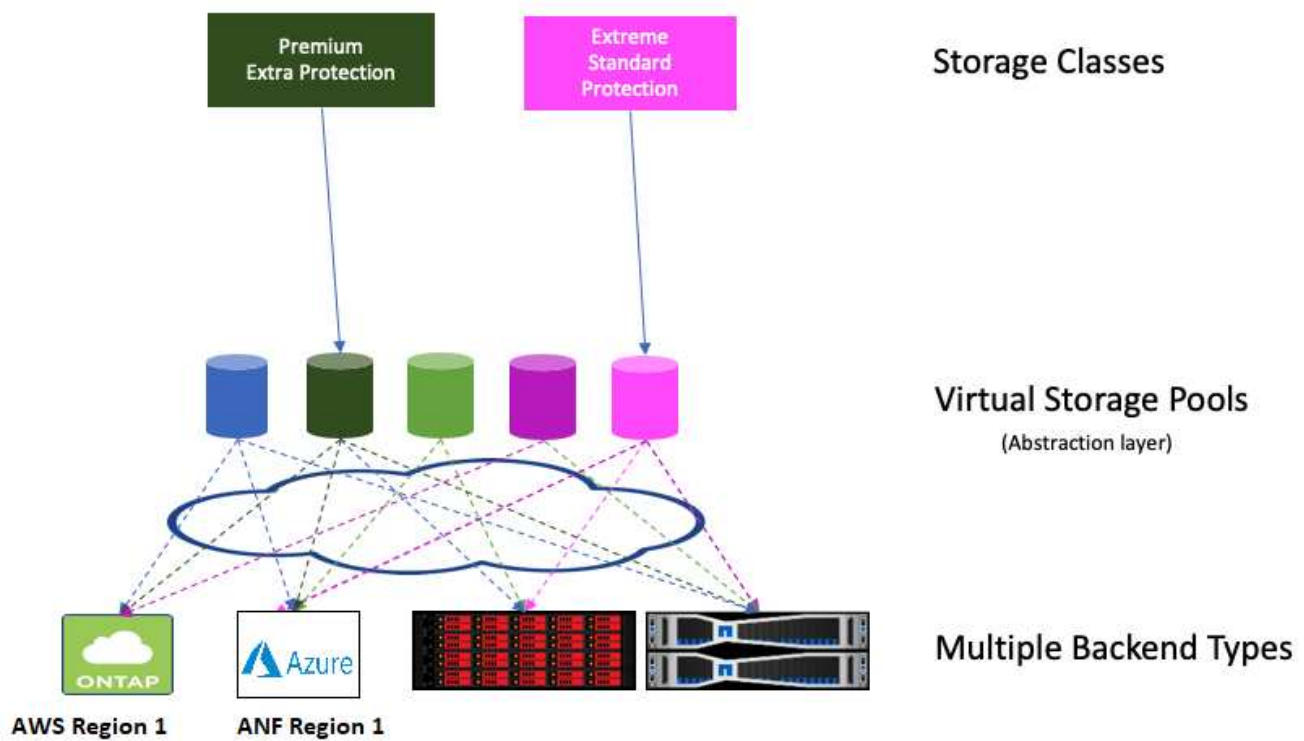 Premium
Extra Protection
Extreme
Standard
Protection
Storage Classes
Virtual Storage Pools
(Abstraction layer)
ONTAP
Azure
Multiple Backend Types
AWS Region 1
ANF Region 1